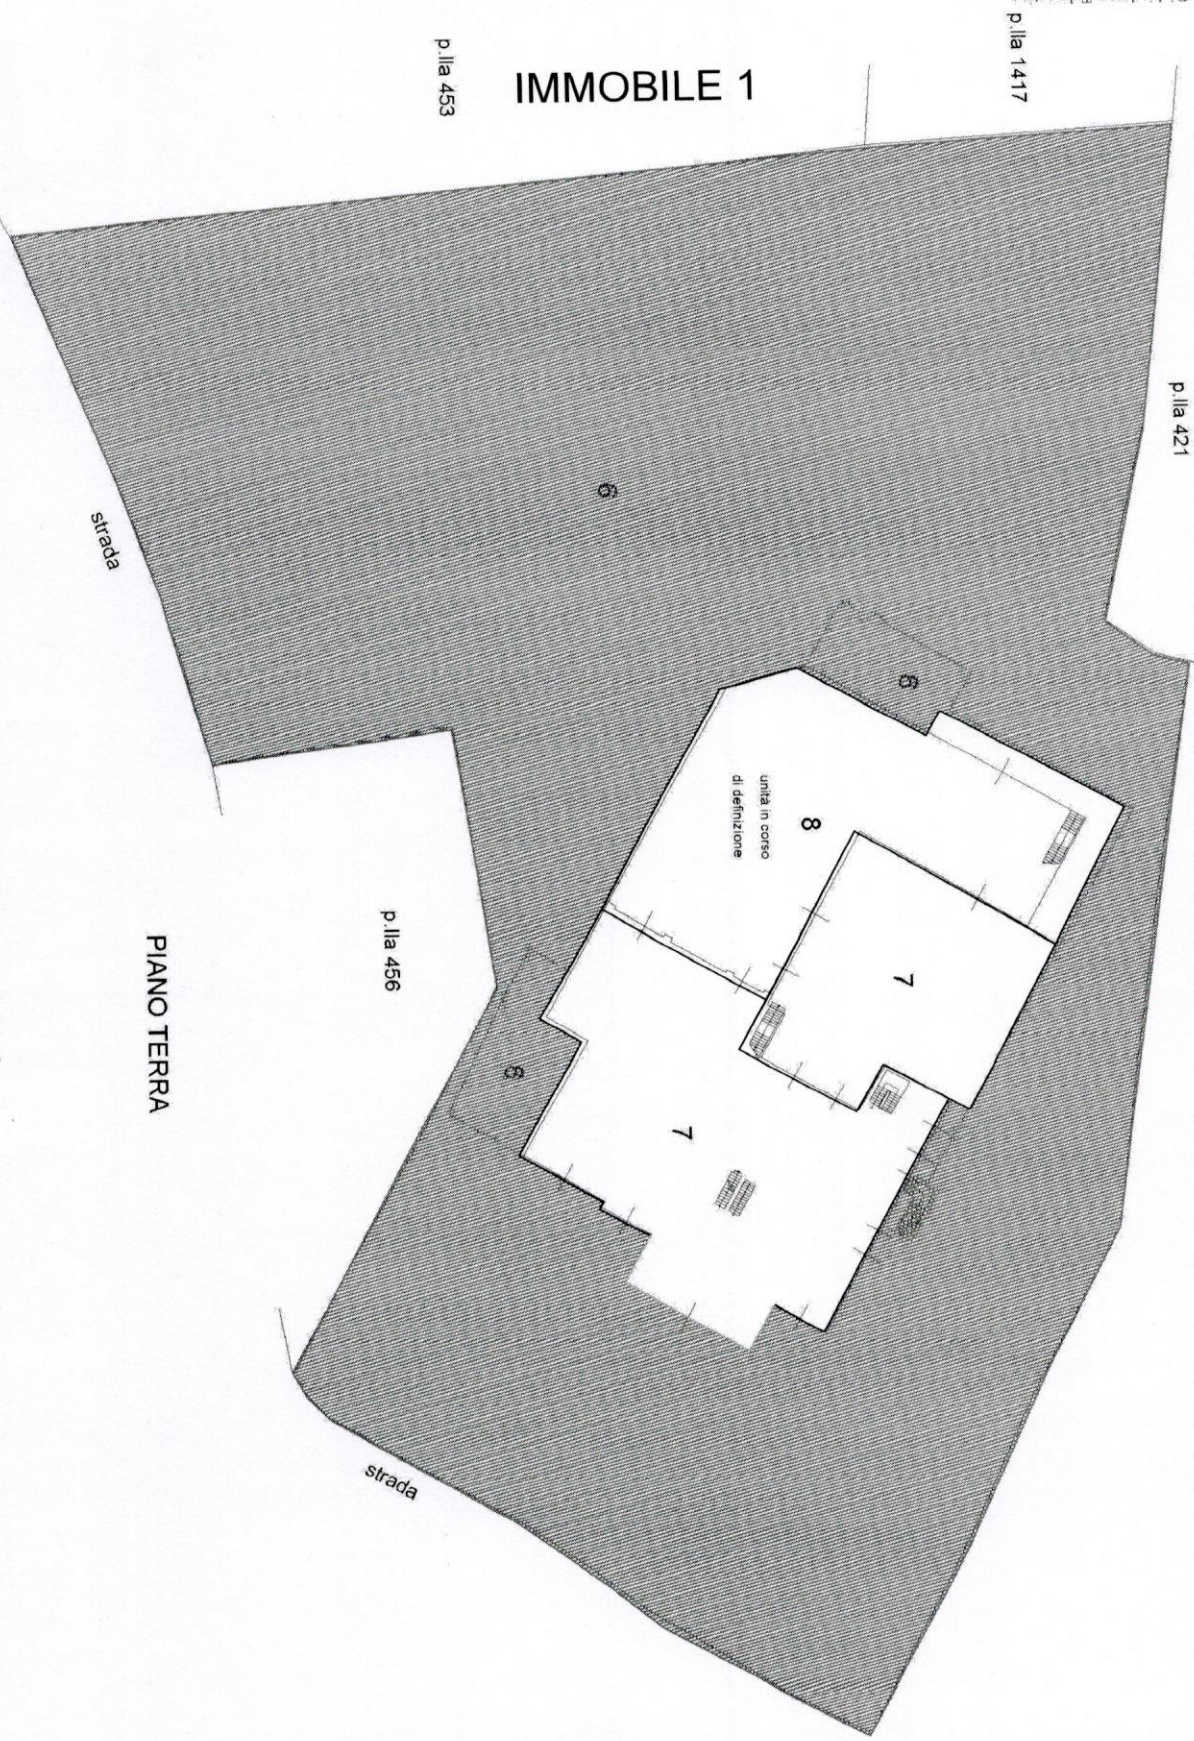 IMMOBILE 1
p.lla 453
p.lla 1417
p.lla 421
6
strada
6
unità in corso
di definizione
8
7
p.lla 456
6
7
PIANO TERRA
strada